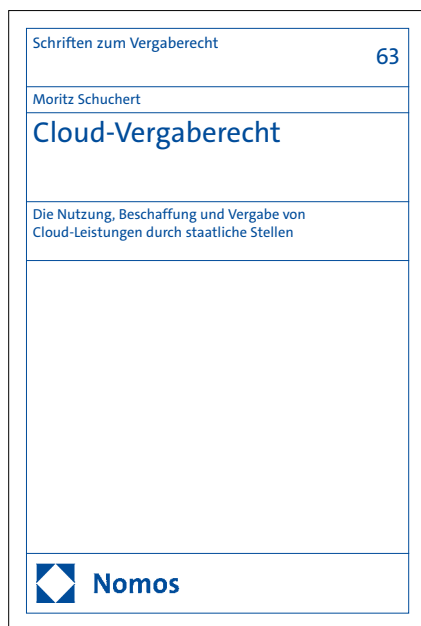 Schriften zum Vergaberecht
63
Moritz Schuchert
Cloud-Vergaberecht
Die Nutzung, Beschaffung und Vergabe von
Cloud-Leistungen durch staatliche Stellen
Nomos